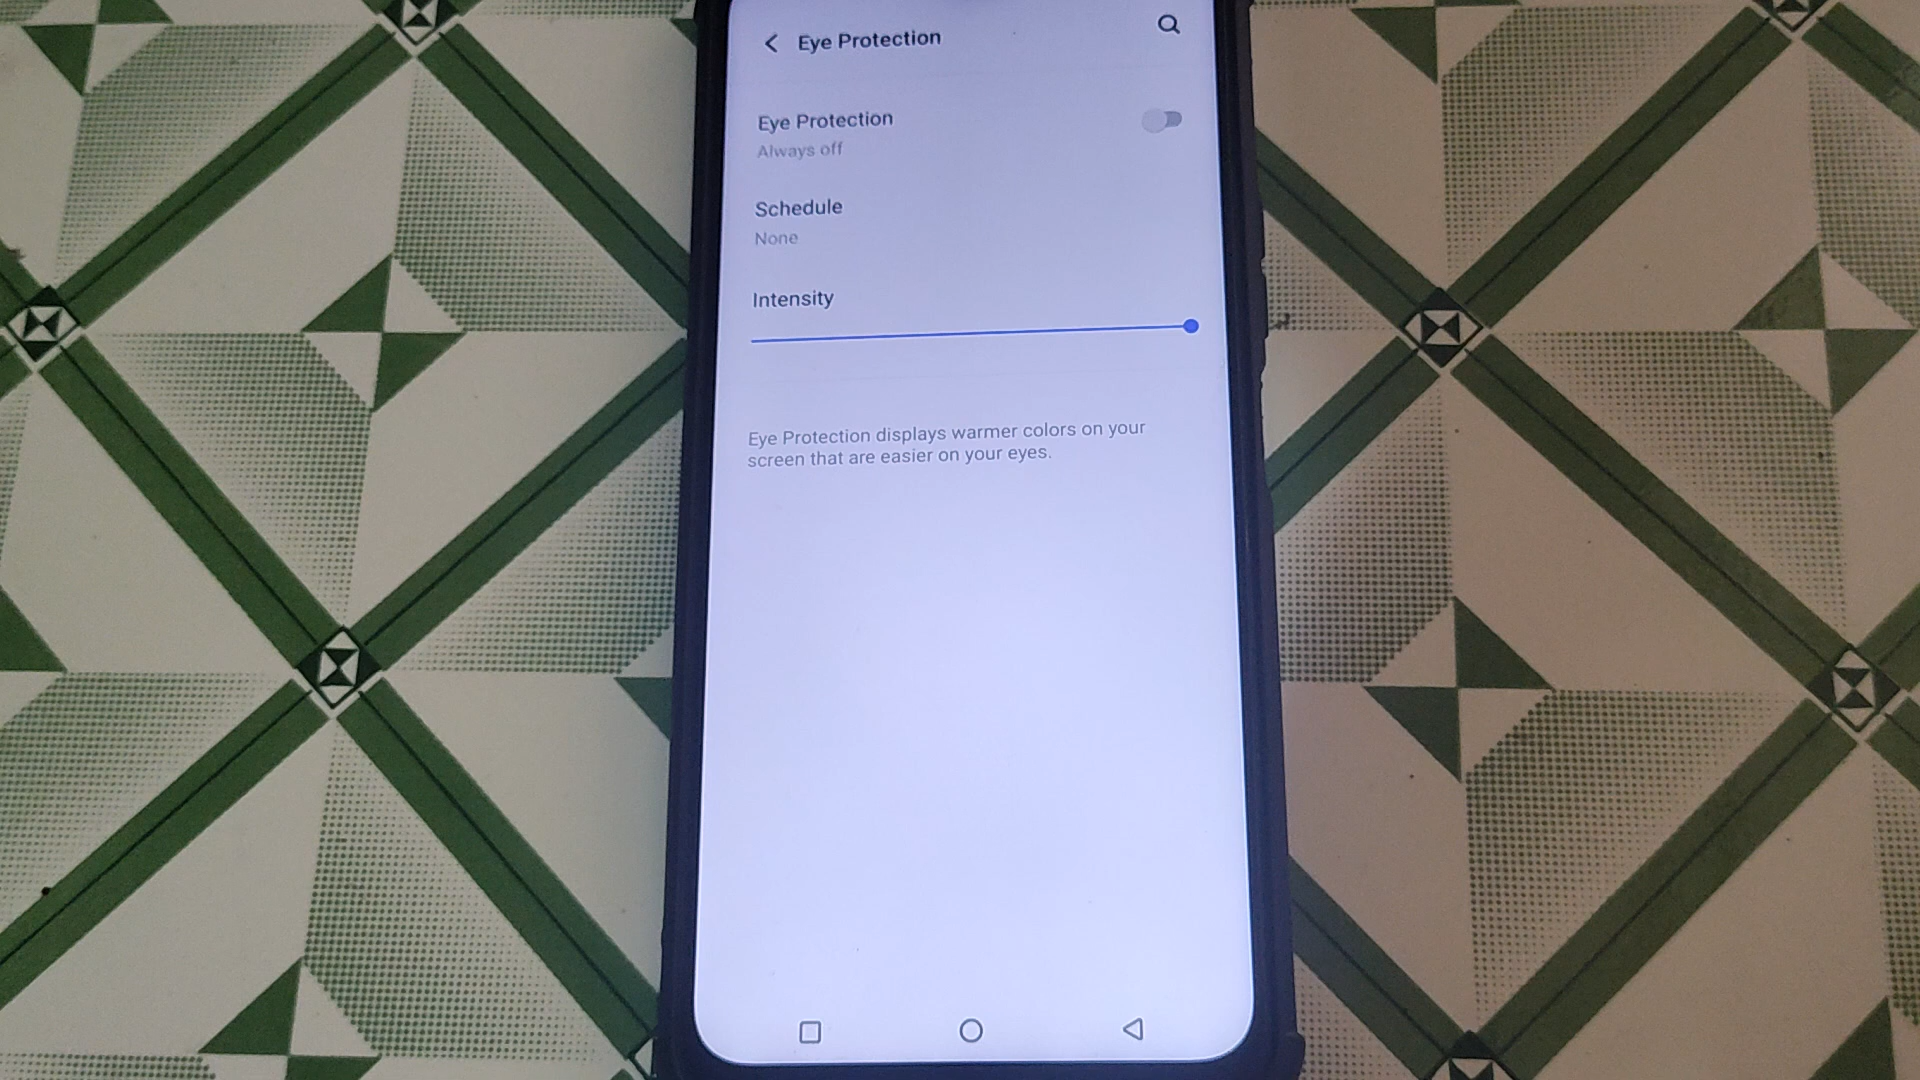 Eye Protection
Eye Protection
Always off
Schedule
None
Intensity
Eye Protection displays warmer colors on your
screen that are easier on your eyes.